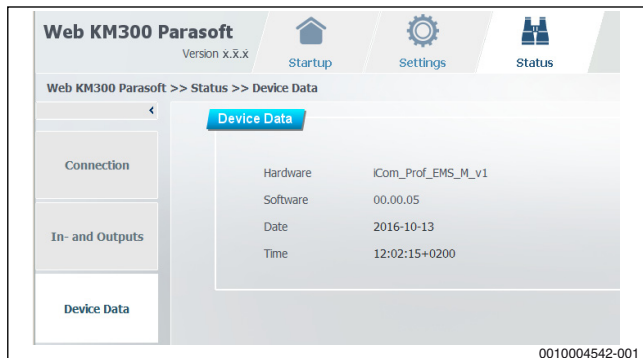 Web KM300 Parasoft
Version x.x.x
Startup
Settings
Status
Web KM300 Parasoft >> Status >> Device Data
Device Data
Connection
Hardware iCom_Prof_EMS_M_v1
Software 00.00.05
In- and Outputs
Date 2016-10-13
Time 12:02:15+0200
Device Data
0010004542-001